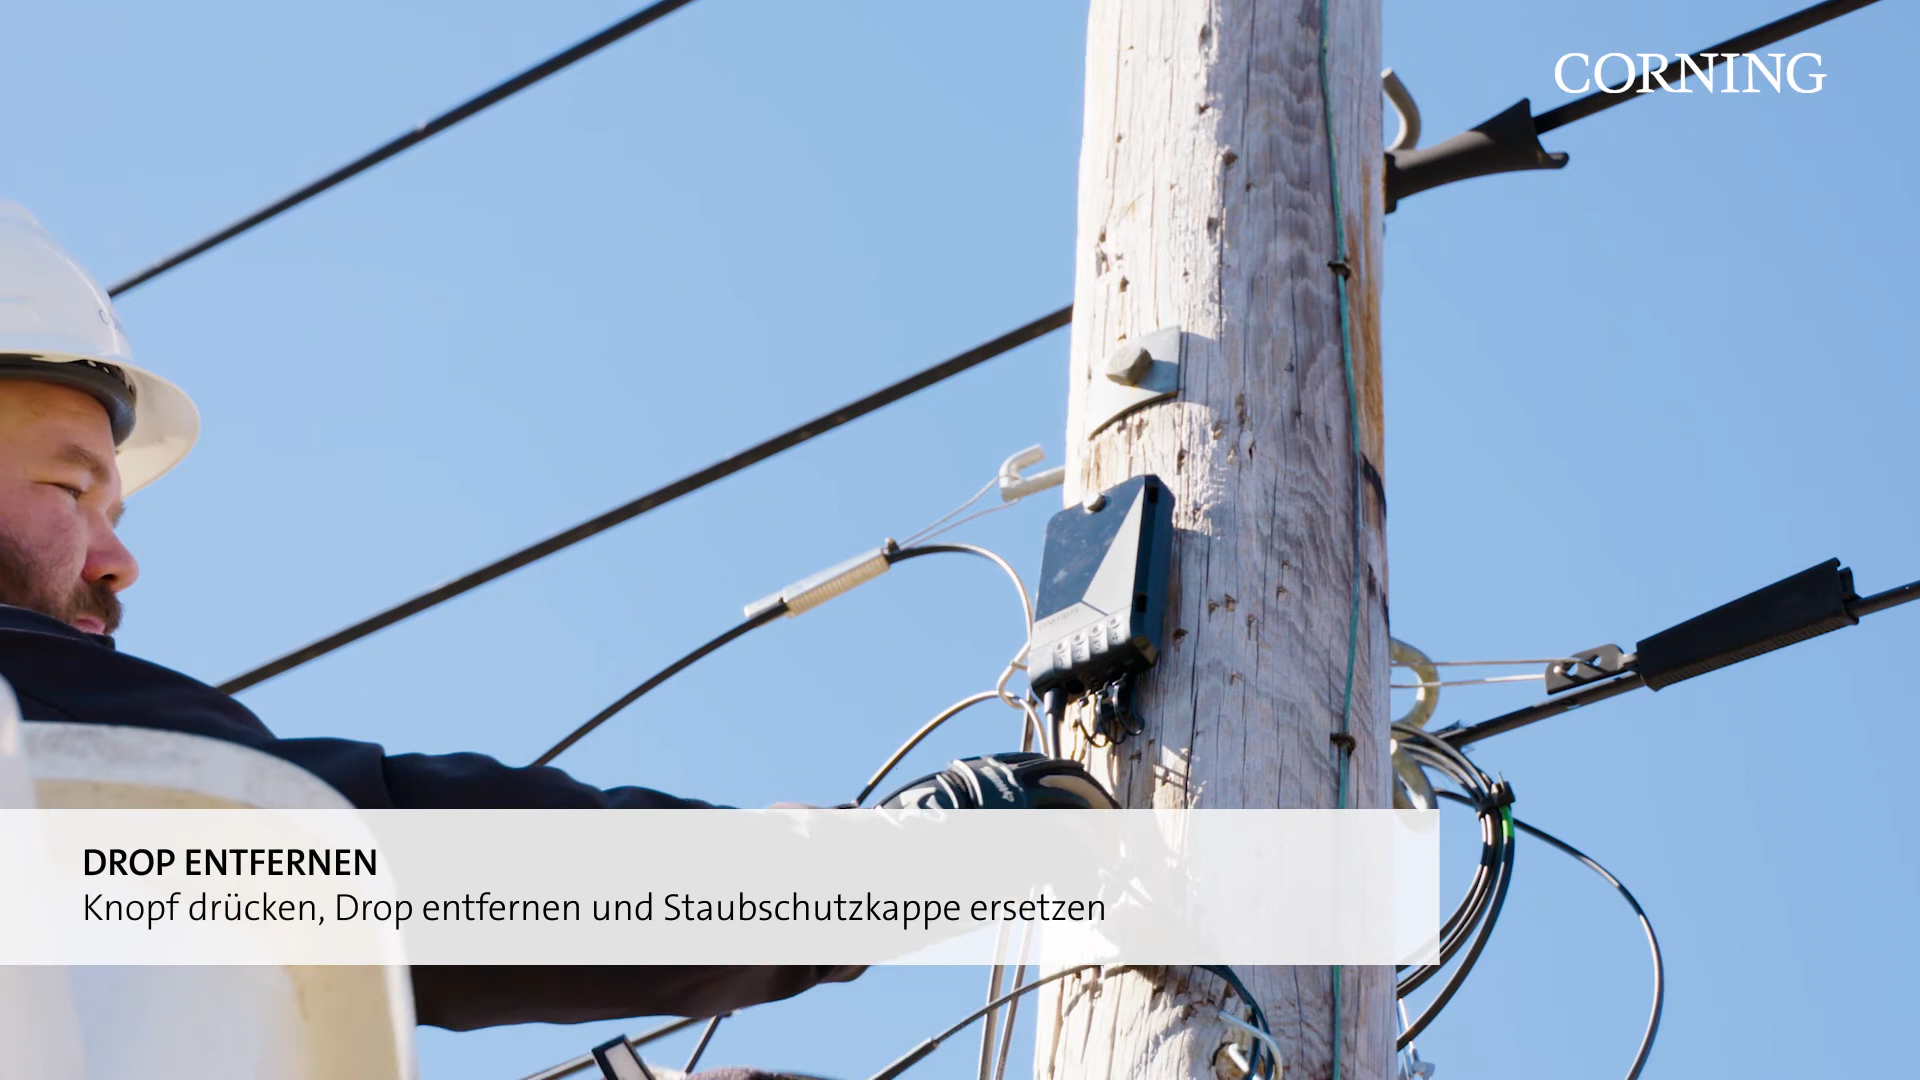 CORNING
DROP ENTFERNEN
Knopf drücken, Drop entfernen und Staubschutzkappe ersetzen